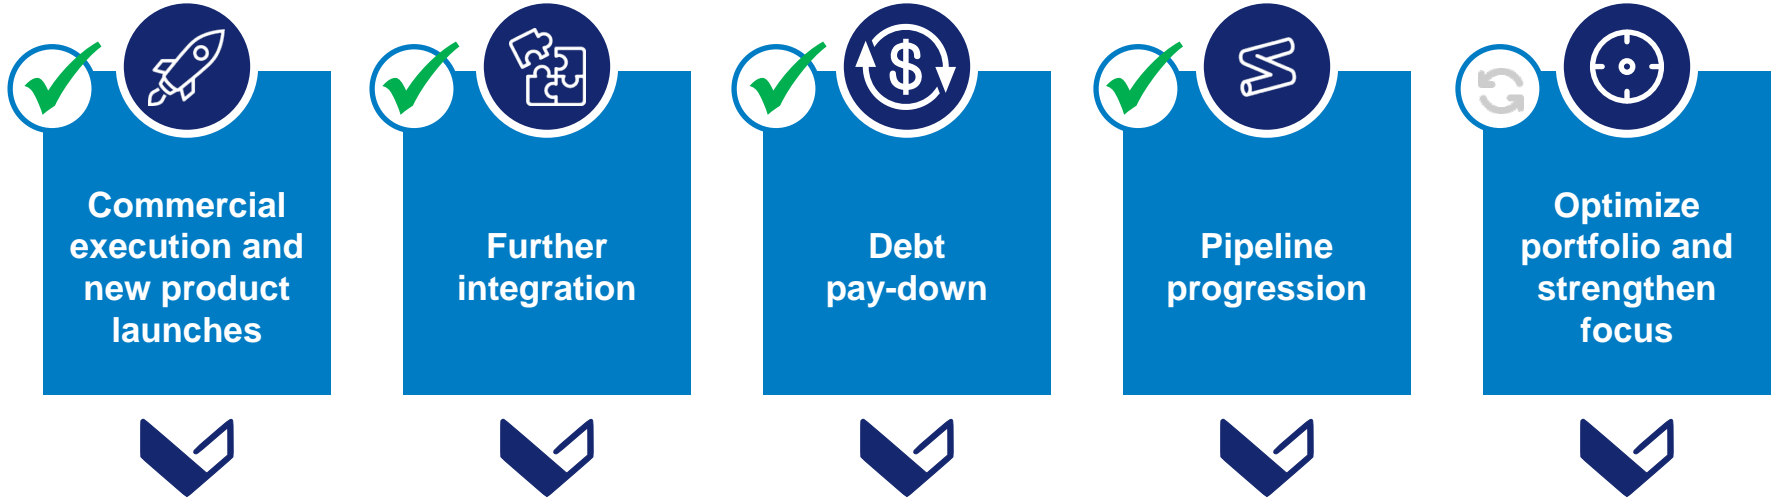 Commercial
execution and
new product
launches
Further
integration
Debt
pay-down
Pipeline
progression
Optimize
portfolio and
strengthen
focus